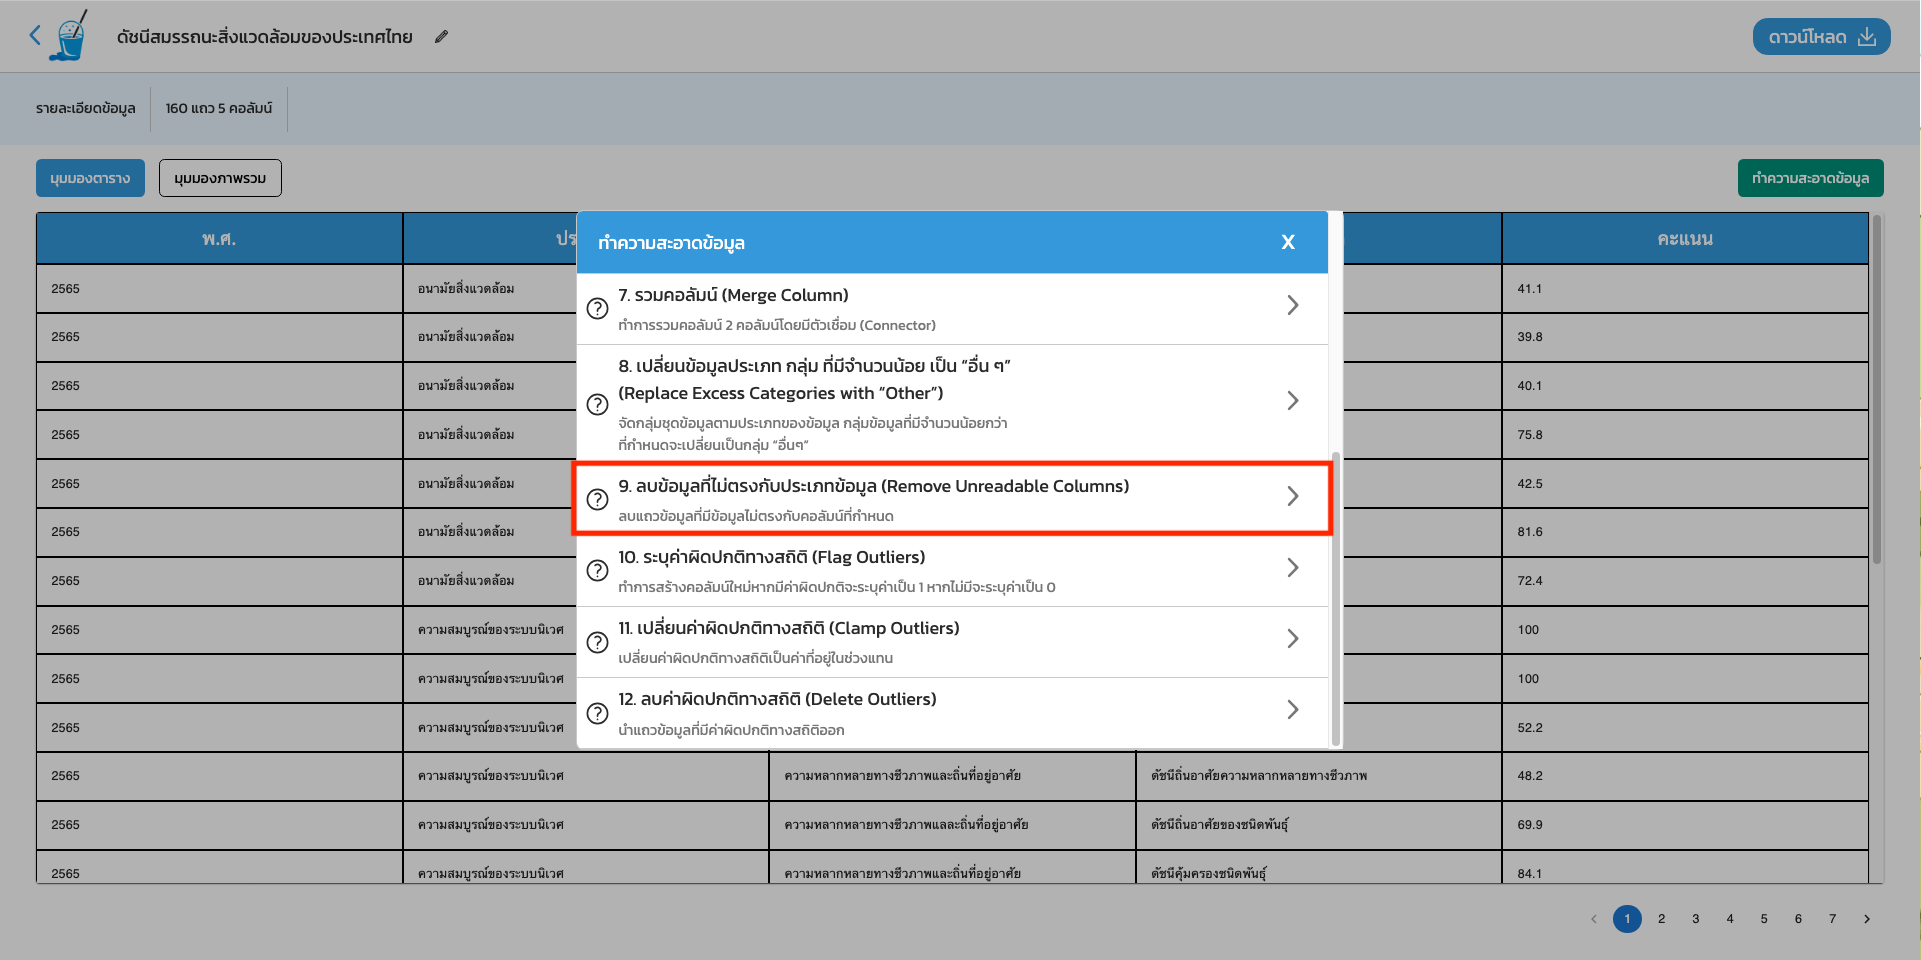 ดัชนีสมรรถนะสิ่งแวดล้อมของประเทศไทย
ดาวน์โหลด
รายละเอียดข้อมูล
160 แถว 5 คอลัมน์
มุมมองตาราง
มุมมองภาพรวม
ทำความสะอาดข้อมูล
พ.ศ.
ปร
คะแนน
ทำความสะอาดข้อมูล
X
7. รวมคอลัมน์ (Merge Column)
ทำการรวมคอลัมน์ 2 คอลัมน์โดยมีตัวเชื่อม (Connector)
8. เปลี่ยนข้อมูลประเภท กลุ่ม ที่มีจำนวนน้อย เป็น “อื่น ๆ”
(Replace Excess Categories with “Other”)
จัดกลุ่มชุดข้อมูลตามประเภทของข้อมูล กลุ่มข้อมูลที่มีจำนวนน้อยกว่า
ที่กำหนดจะเปลี่ยนเป็นกลุ่ม “อื่นๆ”
9. ลบข้อมูลที่ไม่ตรงกับประเภทข้อมูล (Remove Unreadable Columns)
ลบแถวข้อมูลที่มีข้อมูลไม่ตรงกับคอลัมน์ที่กำหนด
10. ระบุค่าผิดปกติทางสถิติ (Flag Outliers)
ทำการสร้างคอลัมน์ใหม่หากมีค่าผิดปกติจะระบุค่าเป็น 1 หากไม่มีจะระบุค่าเป็น 0
11. เปลี่ยนค่าผิดปกติทางสถิติ (Clamp Outliers)
เปลี่ยนค่าผิดปกติทางสถิติเป็นค่าที่อยู่ในช่วงแทน
12. ลบค่าผิดปกติทางสถิติ (Delete Outliers)
นำแถวข้อมูลที่มีค่าผิดปกติทางสถิติออก
2565 อนามัยสิ่งแวดล้อม 41.1
2565 อนามัยสิ่งแวดล้อม 39.8
2565 อนามัยสิ่งแวดล้อม 40.1
2565 อนามัยสิ่งแวดล้อม 75.8
2565 อนามัยสิ่งแวดล้อม 42.5
2565 อนามัยสิ่งแวดล้อม 81.6
2565 อนามัยสิ่งแวดล้อม 72.4
2565 ความสมบูรณ์ของระบบนิเวศ 100
2565 ความสมบูรณ์ของระบบนิเวศ 100
2565 ความสมบูรณ์ของระบบนิเวศ 52.2
2565 ความสมบูรณ์ของระบบนิเวศ ความหลากหลายทางชีวภาพและถิ่นที่อยู่อาศัย ดัชนีถิ่นอาศัยความหลากหลายทางชีวภาพ 48.2
2565 ความสมบูรณ์ของระบบนิเวศ ความหลากหลายทางชีวภาพแลละถิ่นที่อยู่อาศัย ดัชนีถิ่นอาศัยของชนิดพันธุ์ 69.9
2565 ความสมบูรณ์ของระบบนิเวศ ความหลากหลายทางชีวภาพและถิ่นที่อยู่อาศัย ดัชนีคุ้มครองชนิดพันธุ์ 84.1
1 2 3 4 5 6 7